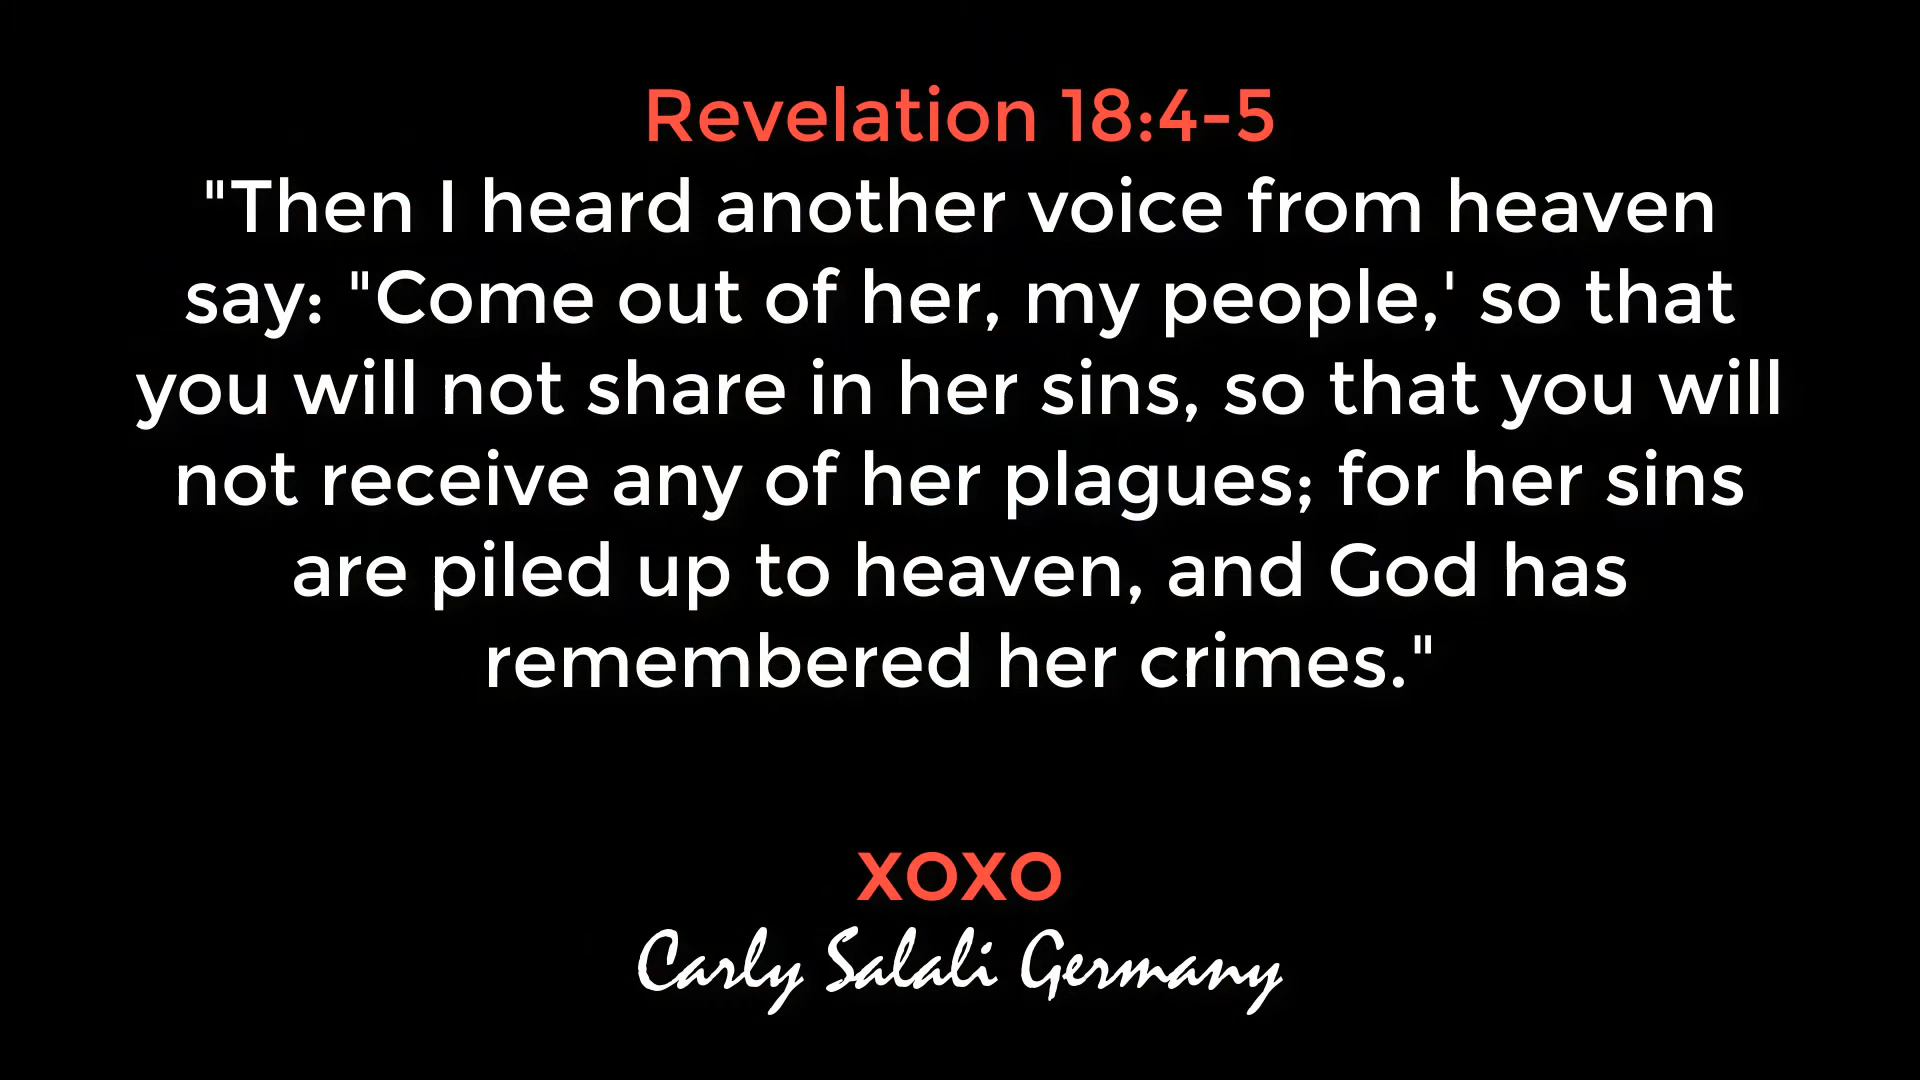 Revelation 18:4-5
"Then I heard another voice from heaven
say: "Come out of her, my people,' so that
you will not share in her sins, so that you will
not receive any of her plagues; for her sins
are piled up to heaven, and God has
remembered her crimes."
XOXO
Carly Salali Germany